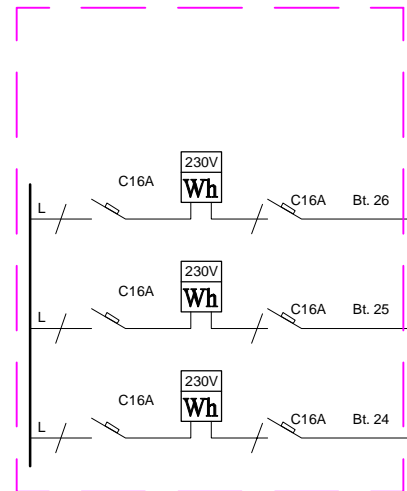 230V
C16A
Wh
L
C16A Bt. 26
230V
C16A
Wh
L
C16A Bt. 25
230V
C16A
Wh
L
C16A Bt. 24